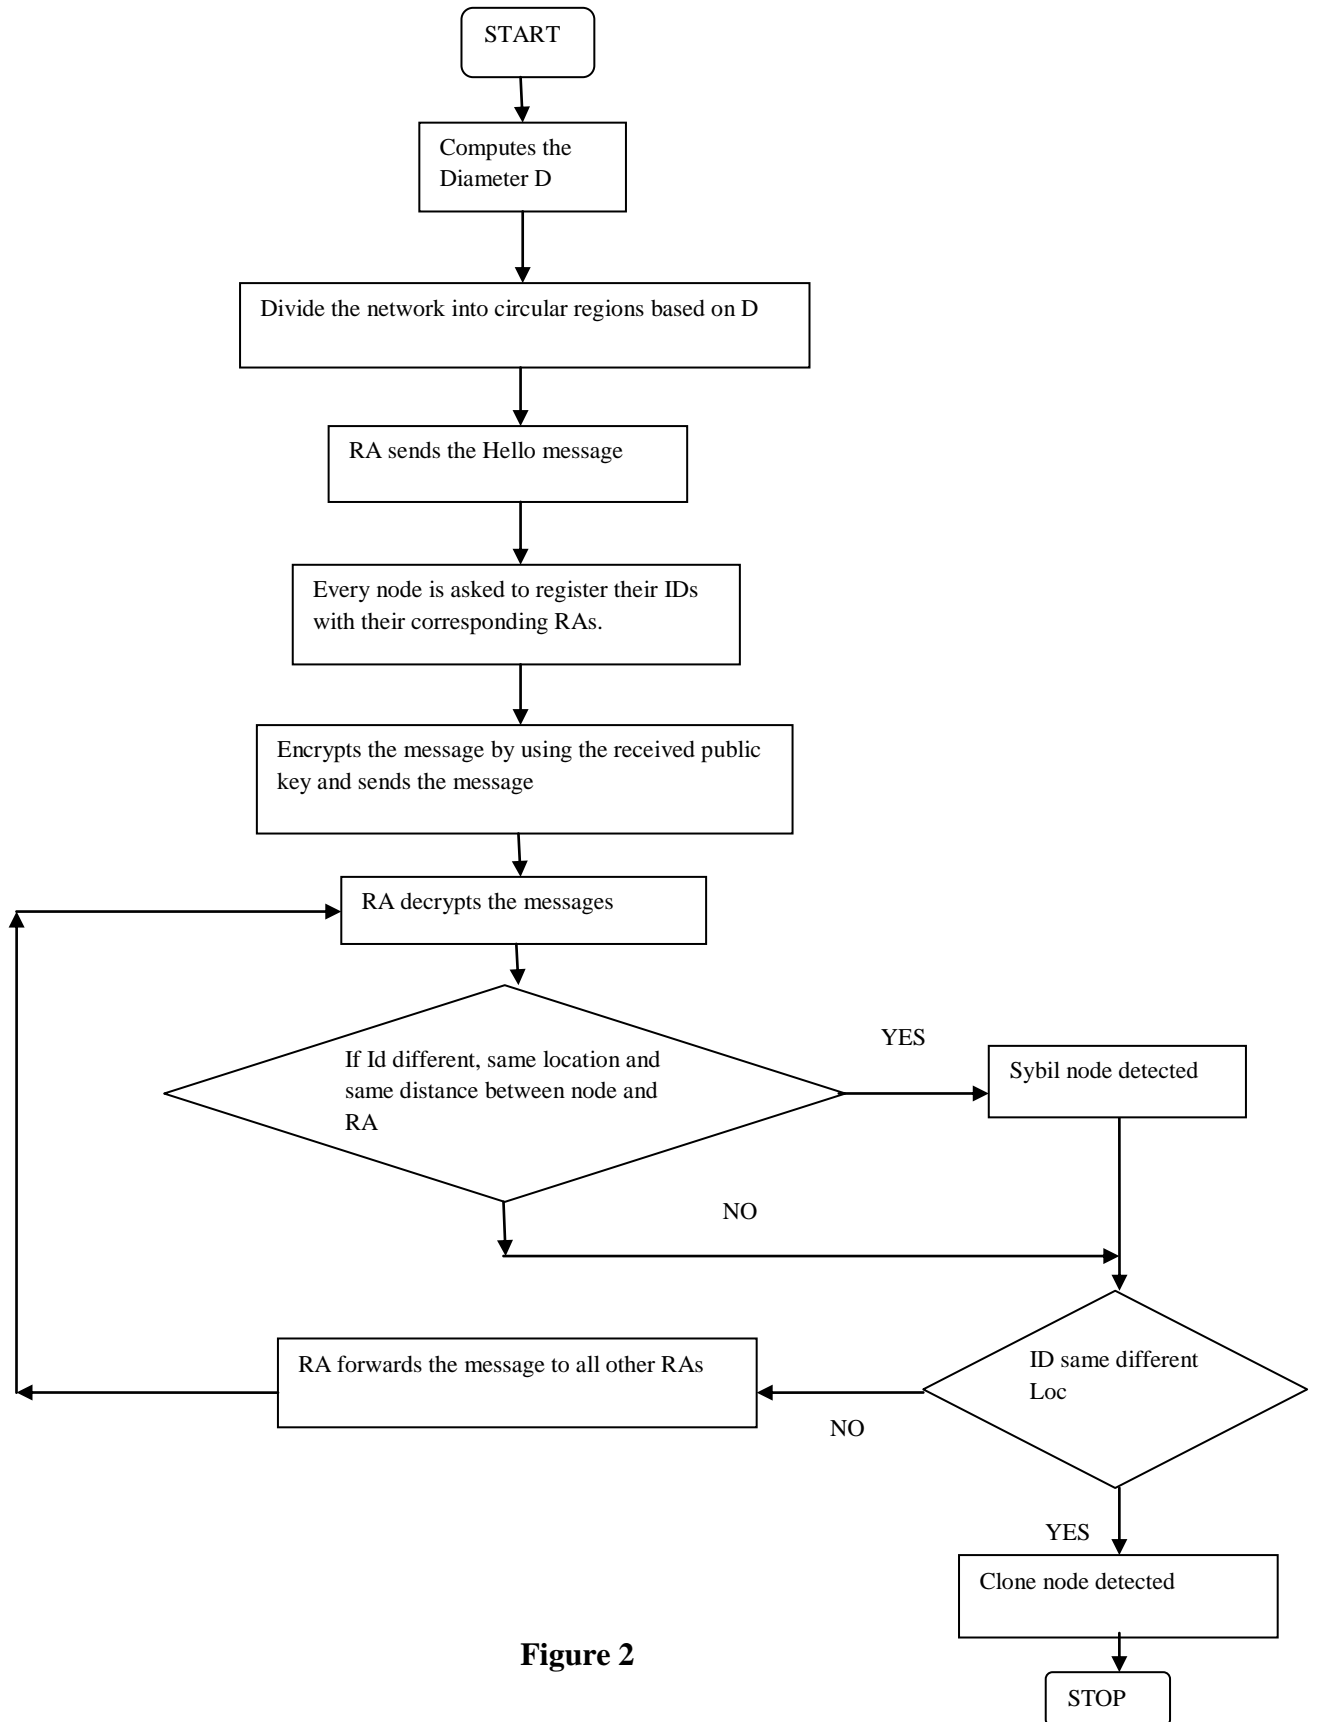 START
Computes the
Diameter D
Divide the network into circular regions based on D
RA sends the Hello message
Every node is asked to register their IDs
with their corresponding RAs.
Encrypts the message by using the received public
key and sends the message
RA decrypts the messages
If Id different, same location and
same distance between node and
RA
YES
Sybil node detected
NO
ID same different
Loc
RA forwards the message to all other RAs
NO
YES
Clone node detected
STOP
Figure 2